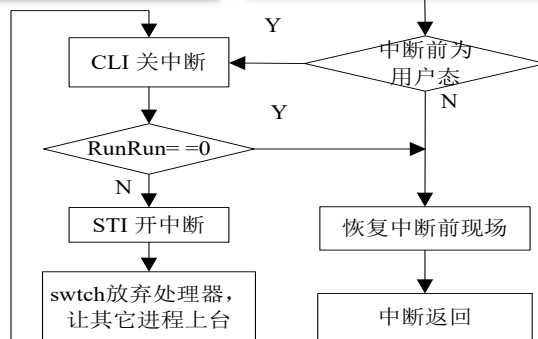 Y
CLI 关中断
中断前为
用户态
N
Y
RunRun= =0
N
STI 开中断
恢复中断前现场
swtch放弃处理器，
让其它进程上台
中断返回